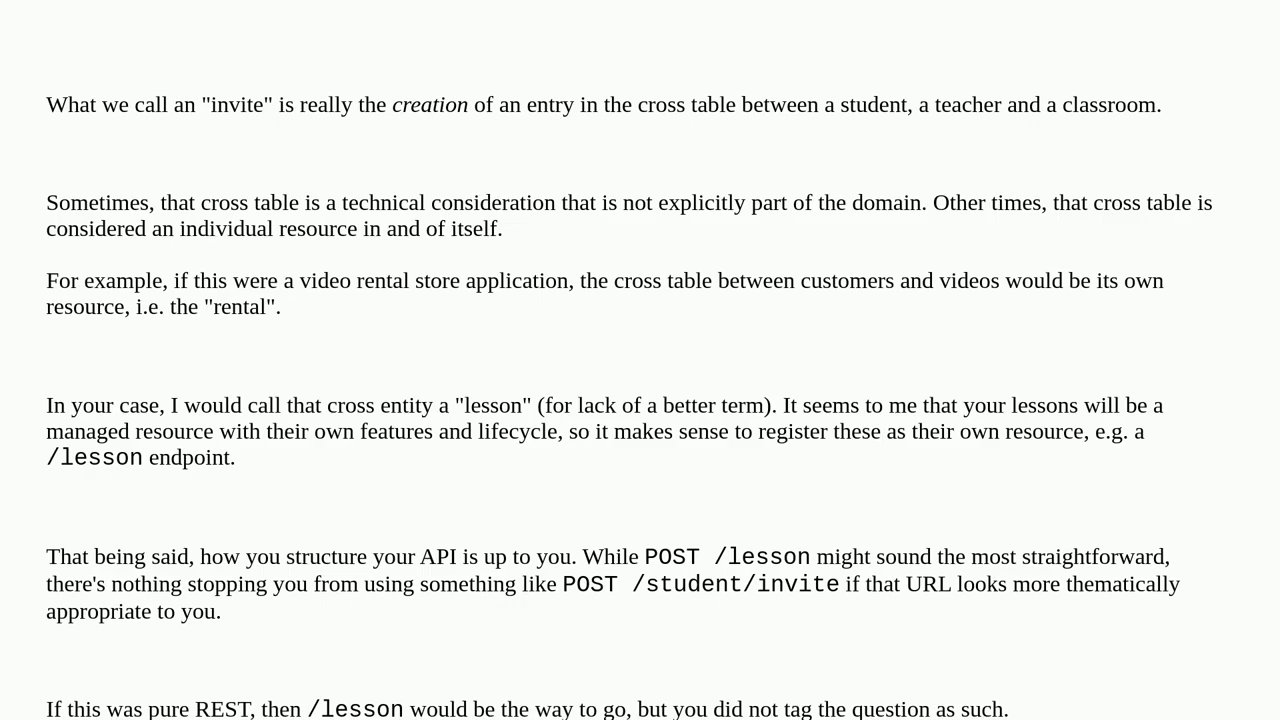 What we call an "invite" is really the creation of an entry in the cross table between a student, a teacher and a classroom.
Sometimes, that cross table is a technical consideration that is not explicitly part of the domain. Other times, that cross table is
considered an individual resource in and of itself.
For example, if this were a video rental store application, the cross table between customers and videos would be its own
resource, i.e. the "rental".
In your case, I would call that cross entity a "lesson" (for lack of a better term). It seems to me that your lessons will be a
managed resource with their own features and lifecycle, so it makes sense to register these as their own resource, e.g. a
/lesson endpoint.
That being said, how you structure your API is up to you. While POST /lesson might sound the most straightforward,
there's nothing stopping you from using something like POST /student/invite if that URL looks more thematically
appropriate to you.
If this was pure REST, then /lesson would be the way to go, but you did not tag the question as such.